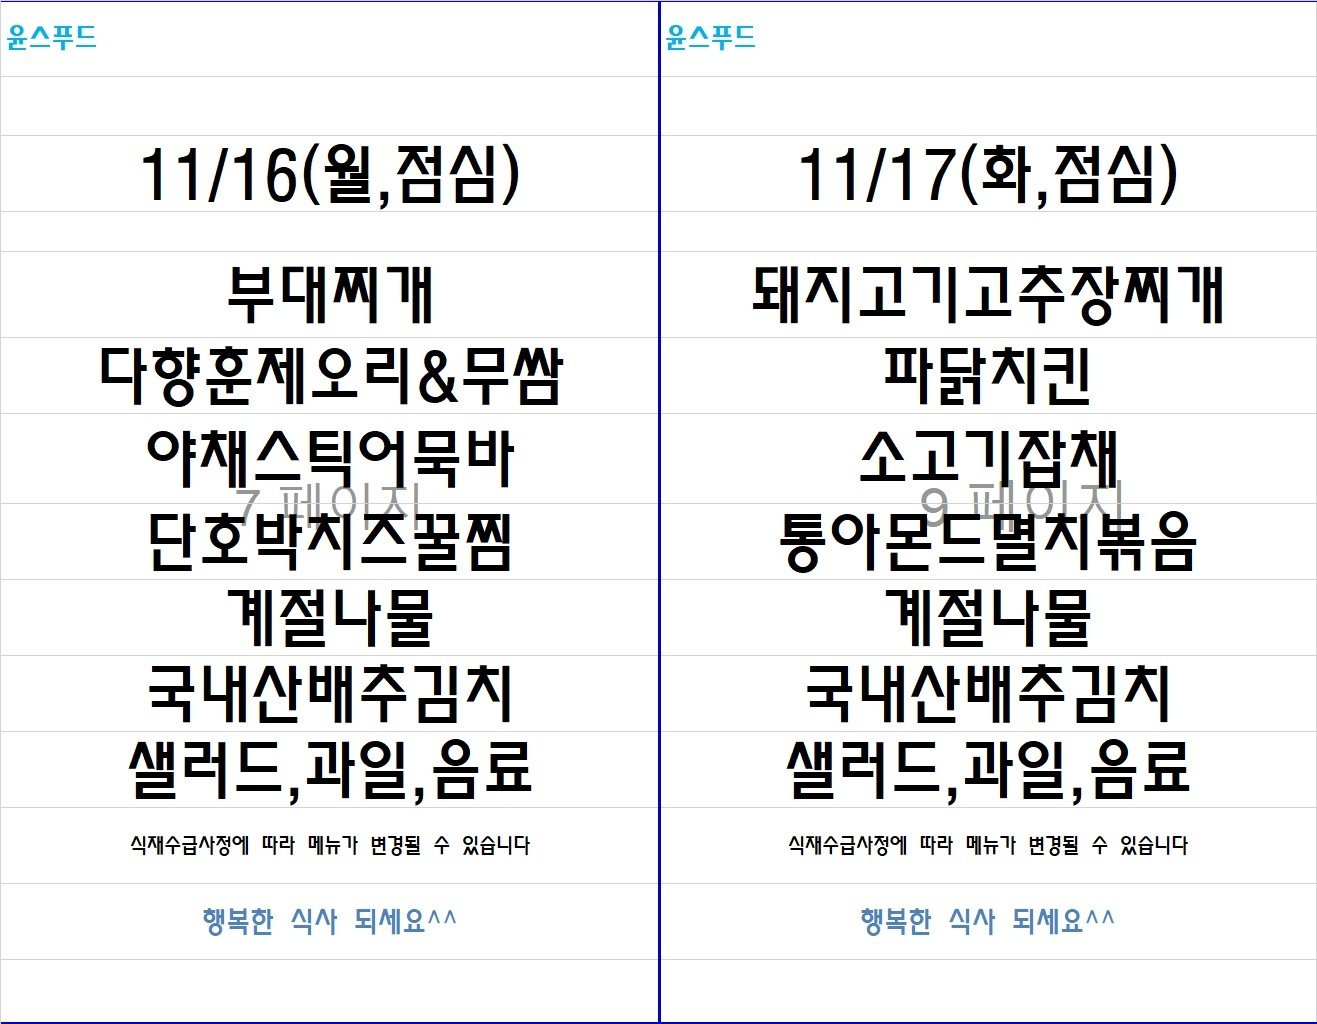 윤스푸드
11/16(월,점심)
부대찌개
다향훈제오리&무쌈
야채스틱어묵바
7 페이지
단호박치즈꿀찜
계절나물
국내산배추김치
샐러드,과일,음료
식재수급사정에 따라 메뉴가 변경될 수 있습니다
행복한 식사 되세요^^
윤스푸드
11/17(화,점심)
돼지고기고추장찌개
파닭치킨
소고기잡채
9 페이지
통아몬드멸치볶음
계절나물
국내산배추김치
샐러드,과일,음료
식재수급사정에 따라 메뉴가 변경될 수 있습니다
행복한 식사 되세요^^